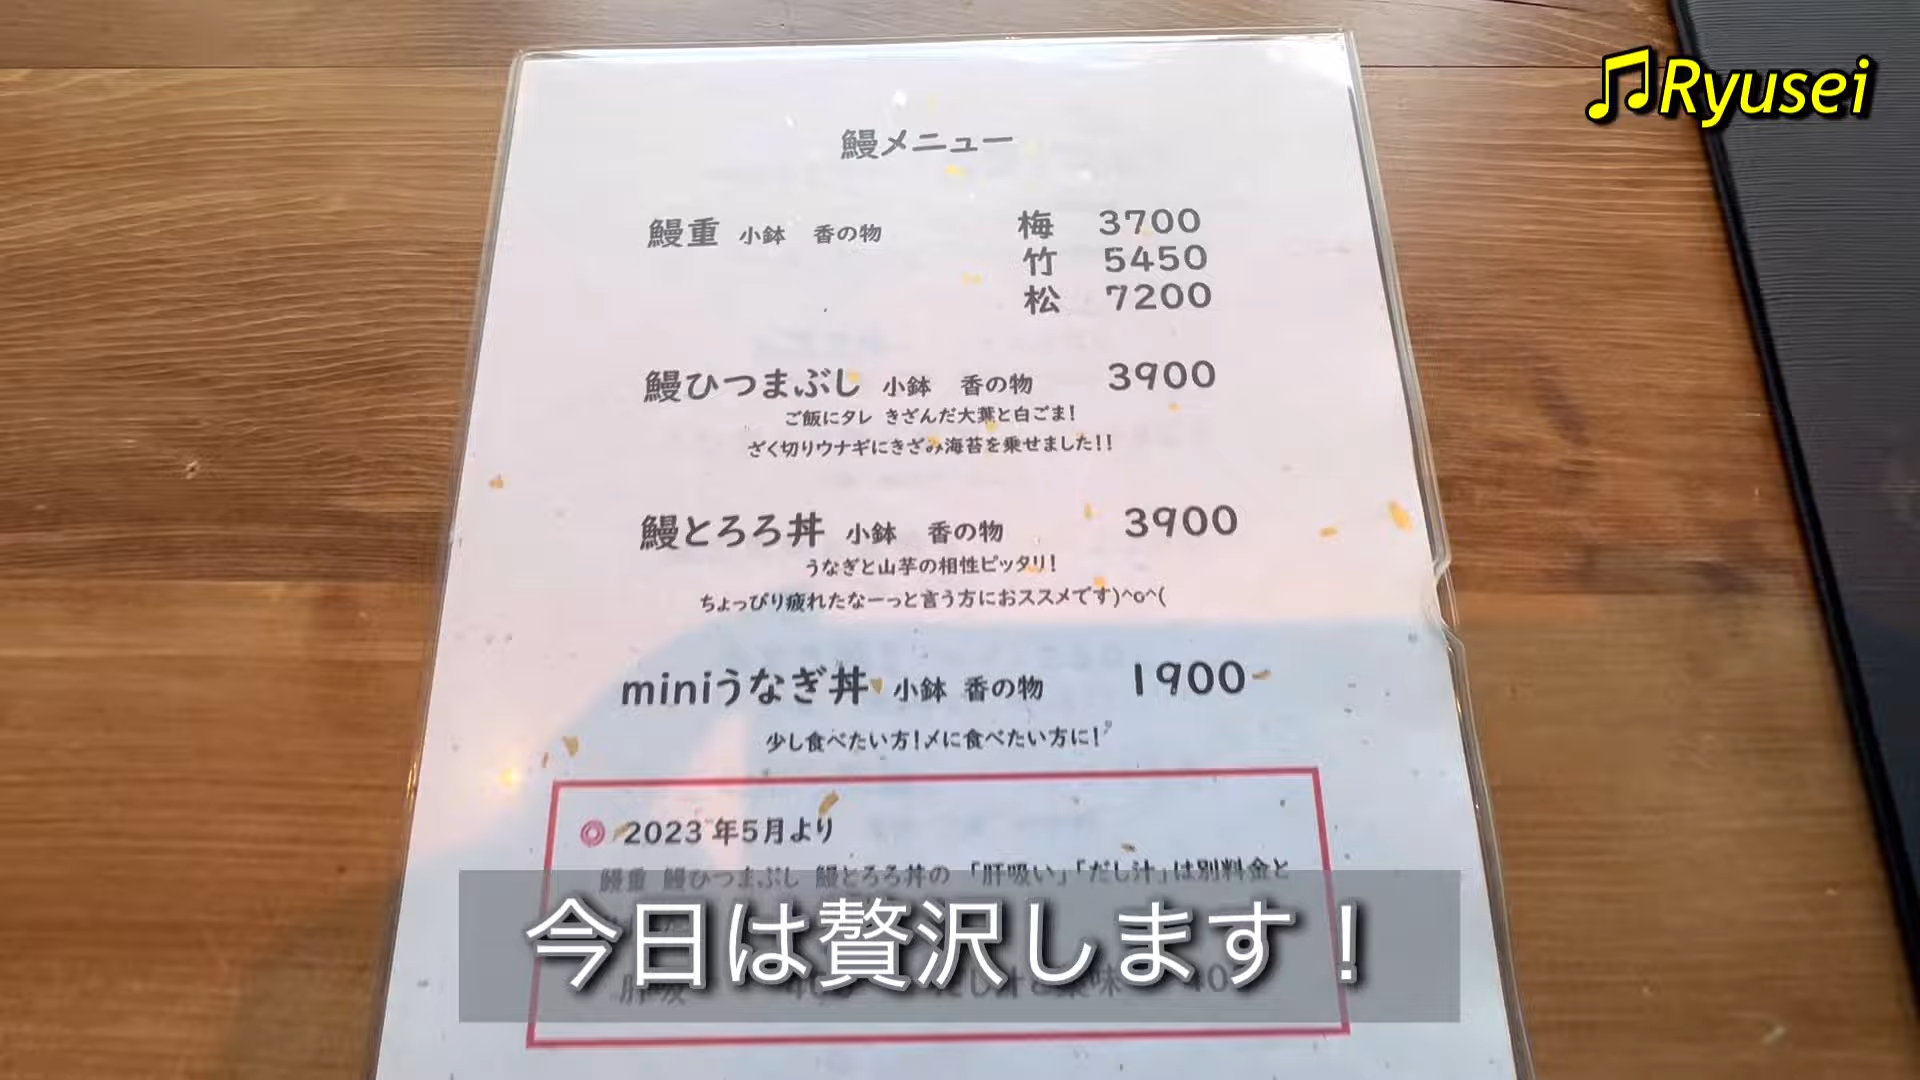 ♫Ryusei
鰻メニュー
鰻重 小鉢 香の物 梅 3700
竹 5450
松 7200
鰻ひつまぶし 小鉢 香の物 3900
ご飯にタレ きざんだ大葉と白ごま!
ざく切りウナギにきざみ海苔を乗せました!!
鰻とろろ丼 小鉢 香の物 3900
うなぎと山芋の相性ピッタリ!
ちょっぴり疲れたなーっと言う方におススメです)^o^(
miniうなぎ丼 小鉢 香の物 1900
少し食べたい方!〆に食べたい方に!
◎ 2023年5月より
鰻重 鰻ひつまぶし 鰻とろろ丼の 「肝吸い」「だし汁」は別料金と
今日は贅沢します!